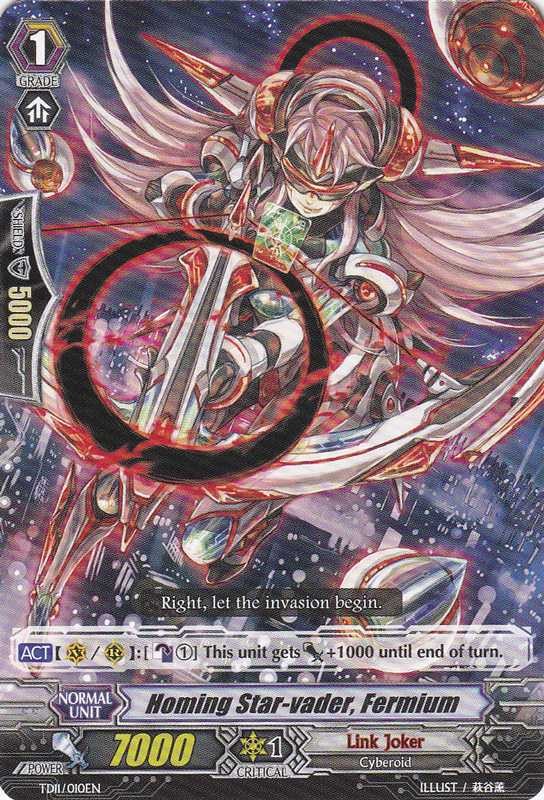 1
GRADE
SHIELD
5000
Right, let the invasion begin.
ACT [ / ]:[ 1] This unit gets +1000 until end of turn.
NORMAL UNIT
Homing Star-vader, Fermium
POWER 7000
1 CRITICAL
Link Joker
Cyberoid
TD11/010EN
ILLUST / 萩谷薫